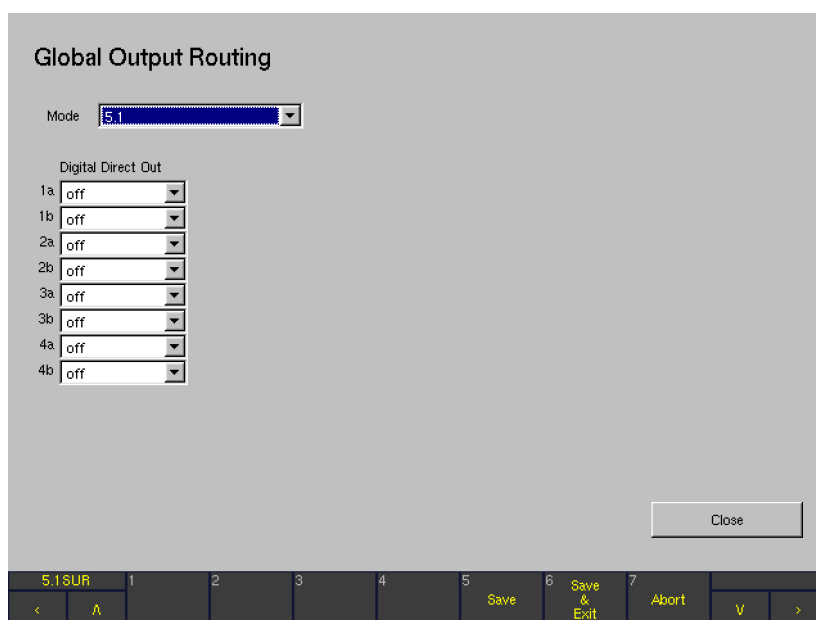 Global Output Routing
Mode 5.1
Digital Direct Out
1a off
1b off
2a off
2b off
3a off
3b off
4a off
4b off
Close
5.1SUR 1 2 3 4 5 Save 6 Save & Exit 7 Abort
< Λ V >